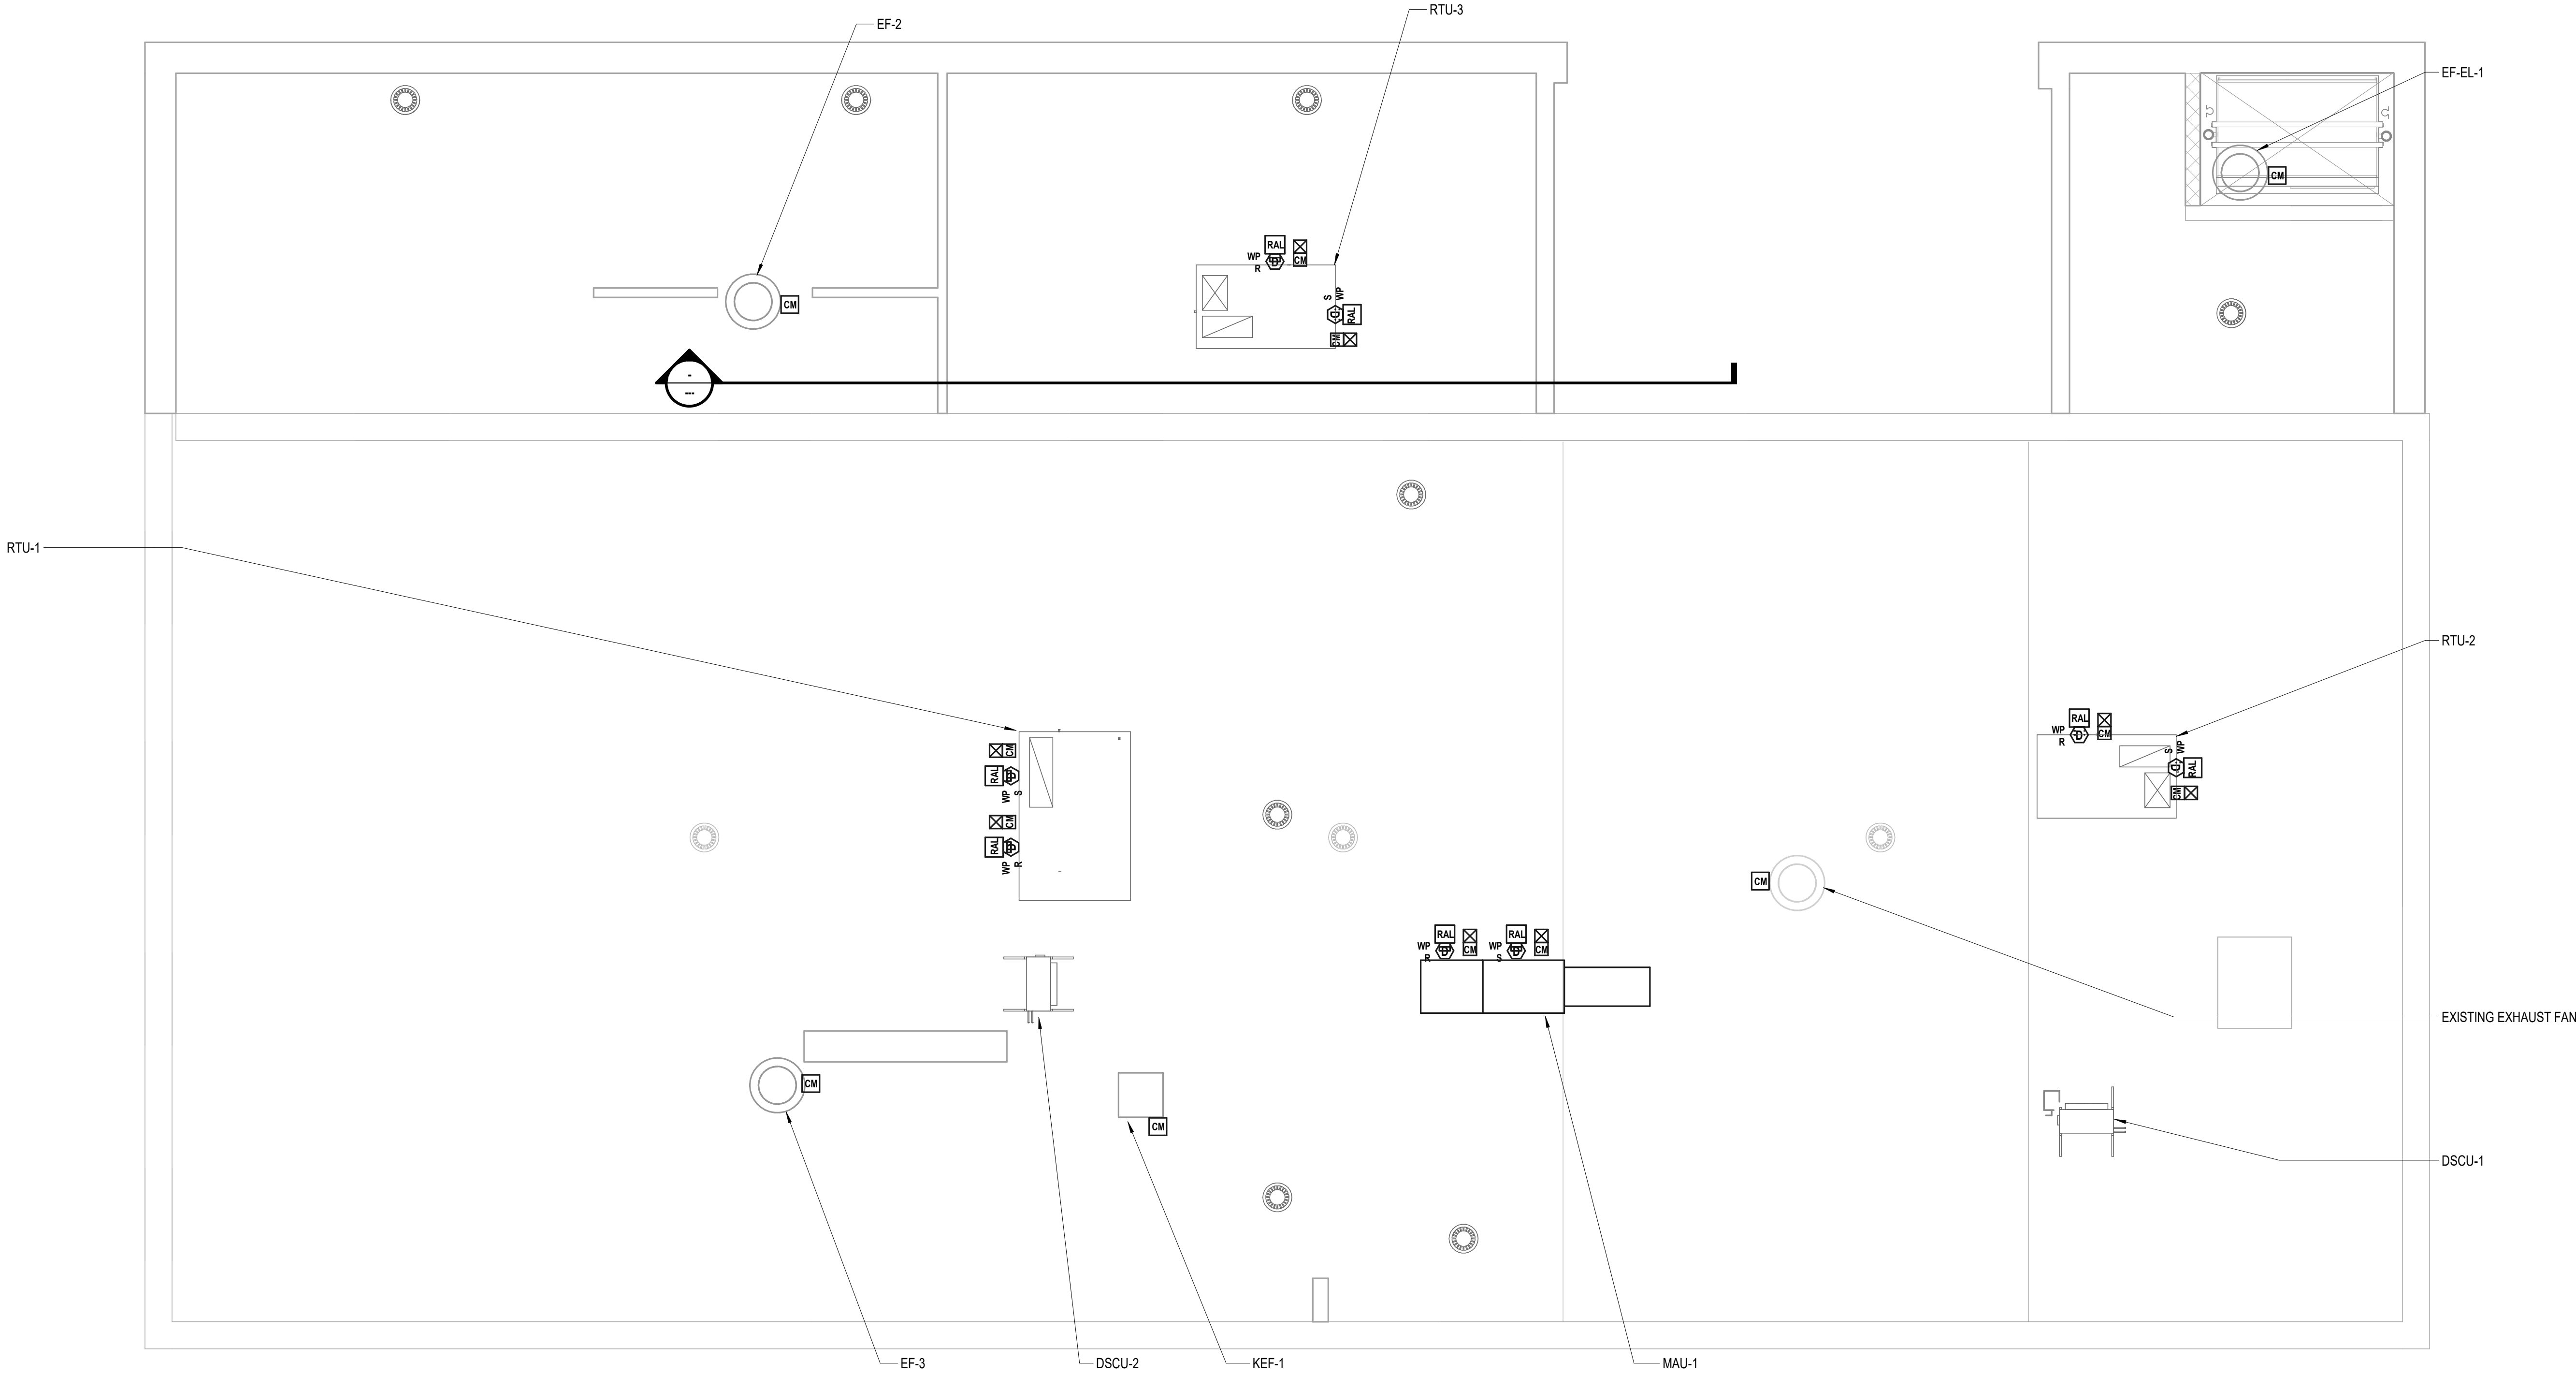 RTU-3
EF-2
EF-EL-1
CM
RAL
WP
CM
R
S
WP
RAL
CM
CM
-
---
RTU-1
RTU-2
RAL
WP
CM
R
S
WP
RAL
CM
CM
RAL
D
WP
S
CM
RAL
D
WP
R
CM
RAL
RAL
WP
D
CM
WP
D
CM
R
S
EXISTING EXHAUST FAN
CM
CM
DSCU-1
EF-3
DSCU-2
KEF-1
MAU-1